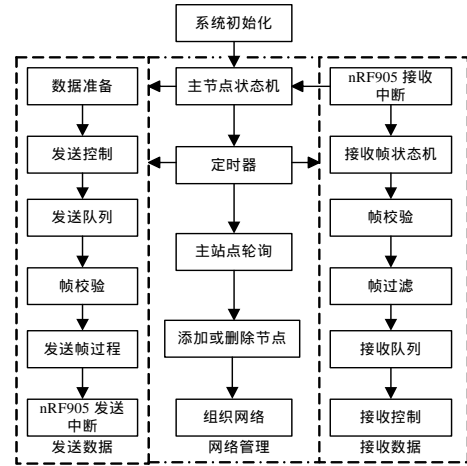 系统初始化
数据准备
发送控制
发送队列
帧校验
发送帧过程
nRF905 发送
中断
发送数据
主节点状态机
定时器
主站点轮询
添加或删除节点
组织网络
网络管理
nRF905 接收
中断
接收帧状态机
帧校验
帧过滤
接收队列
接收控制
接收数据